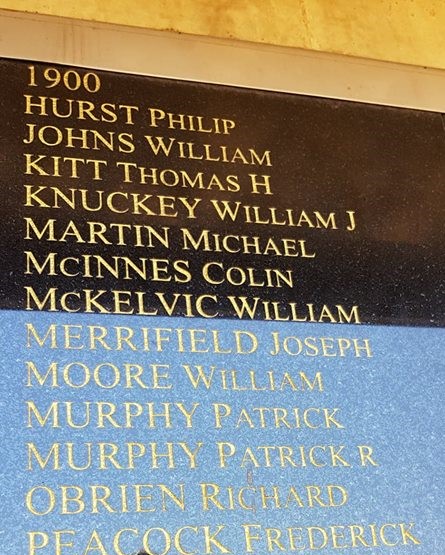 1900
HURST PHILIP
JOHNS WILLIAM
KITT THOMAS H
KNUCKEY WILLIAM J
MARTIN MICHAEL
MCINNES COLIN
MCKELVIC WILLIAM
MERRIFIELD JOSEPH
MOORE WILLIAM
MURPHY PATRICK
MURPHY PATRICK R
OBRIEN RICHARD
PEACOCK FREDERICK